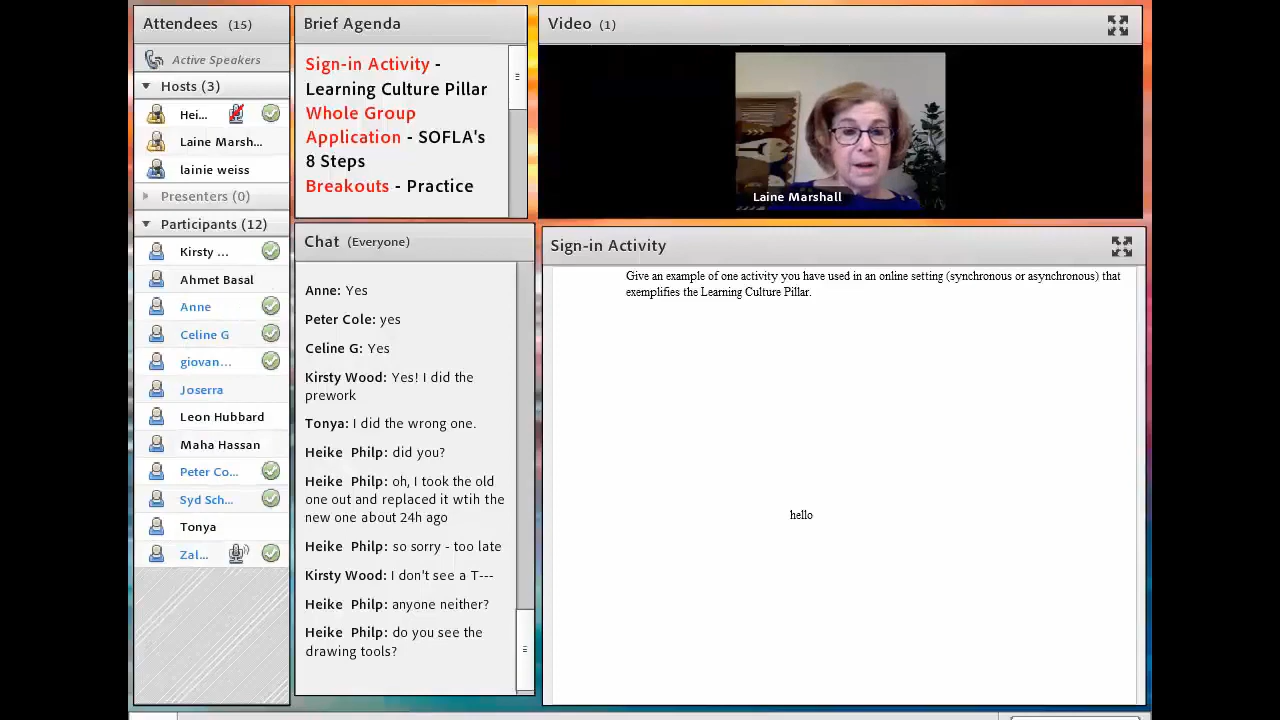 Attendees (15)
Active Speakers
Hosts (3)
Hei...
Laine Marsh...
lainie weiss
Presenters (0)
Participants (12)
Kirsty ...
Ahmet Basal
Anne
Celine G
giovan...
Joserra
Leon Hubbard
Maha Hassan
Peter Co...
Syd Sch...
Tonya
Zal...
Brief Agenda
Sign-in Activity -
Learning Culture Pillar
Whole Group
Application - SOFLA's
8 Steps
Breakouts - Practice
Chat (Everyone)
Anne: Yes
Peter Cole: yes
Celine G: Yes
Kirsty Wood: Yes! I did the
prework
Tonya: I did the wrong one.
Heike Philp: did you?
Heike Philp: oh, I took the old
one out and replaced it wtih the
new one about 24h ago
Heike Philp: so sorry - too late
Kirsty Wood: I don't see a T---
Heike Philp: anyone neither?
Heike Philp: do you see the
drawing tools?
Video (1)
Laine Marshall
Sign-in Activity
Give an example of one activity you have used in an online setting (synchronous or asynchronous) that
exemplifies the Learning Culture Pillar.
hello